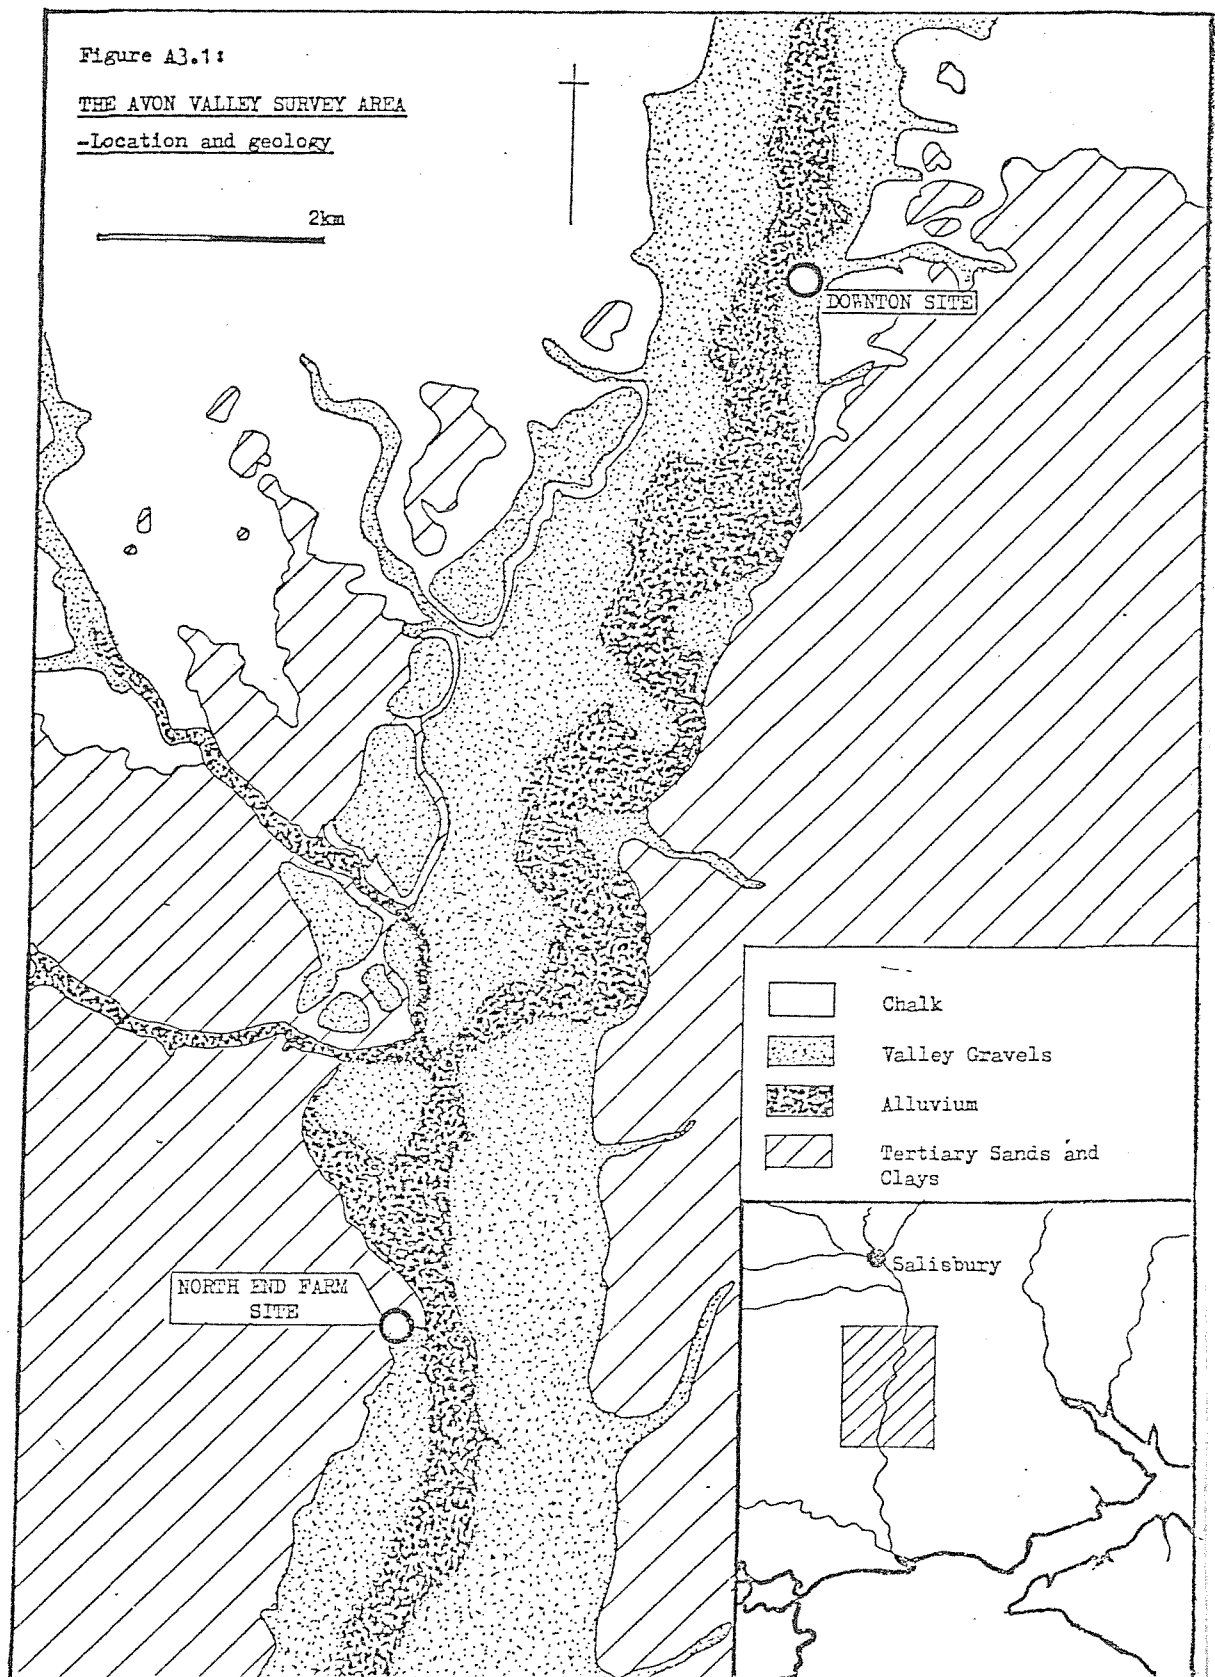 Figure A3.1:
THE AVON VALLEY SURVEY AREA
-Location and geology
2km
DOWNTON SITE
Chalk
Valley Gravels
Alluvium
Tertiary Sands and
Clays
NORTH END FARM
SITE
Salisbury